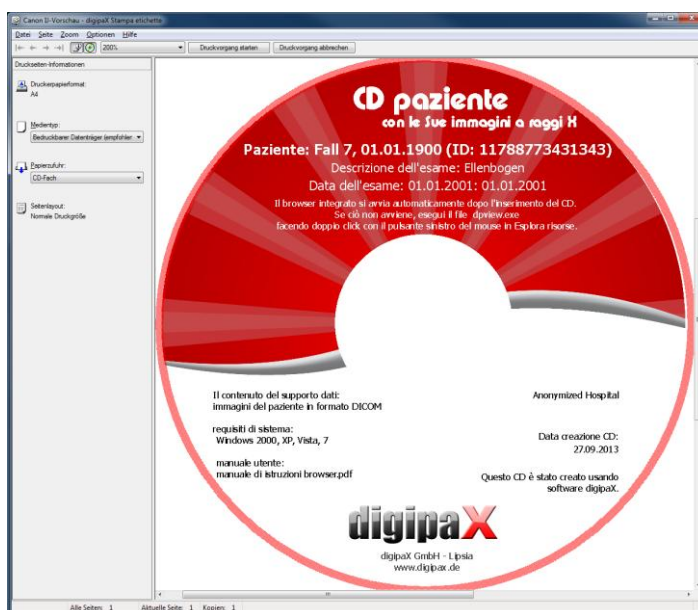 Canon IJ-Vorschau - digipaX Stampa etichette
Datei Seite Zoom Optionen Hilfe
200% Druckvorgang starten Druckvorgang abbrechen
Druckseiten-Informationen
Druckerpapierformat:
A4
Medientyp:
Bedruckbarer Datenträger (empfohlen
Papierzufuhr:
CD-Fach
Seitenlayout:
Normale Druckgröße
CD paziente
con le Sue immagini a raggi X
Paziente: Fall 7, 01.01.1900 (ID: 11788773431343)
Descrizione dell'esame: Ellenbogen
Data dell'esame: 01.01.2001: 01.01.2001
Il browser integrato si avvia automaticamente dopo l'inserimento del CD.
Se ciò non avviene, esegui il file dpview.exe
facendo doppio click con il pulsante sinistro del mouse in Esplora risorse.
Il contenuto del supporto dati:
immagini del paziente in formato DICOM
requisiti di sistema:
Windows 2000, XP, Vista, 7
manuale utente:
manuale di istruzioni browser.pdf
Anonymized Hospital
Data creazione CD:
27.09.2013
Questo CD è stato creato usando
software digipaX.
digipaX
digipaX GmbH - Lipsia
www.digipax.de
Alle Seiten: 1 Aktuelle Seite: 1 Kopien: 1